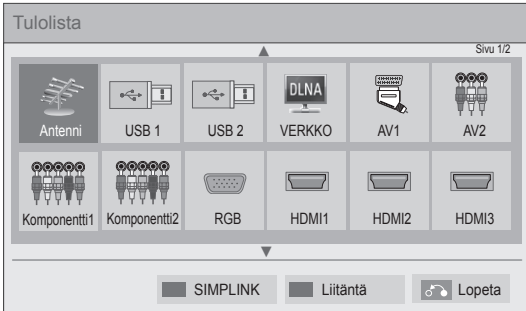 Tulolista
Sivu 1/2
DLNA
Antenni USB 1 USB 2 VERKKO AV1 AV2
Komponentti1 Komponentti2 RGB HDMI1 HDMI2 HDMI3
SIMPLINK Liitäntä Lopeta